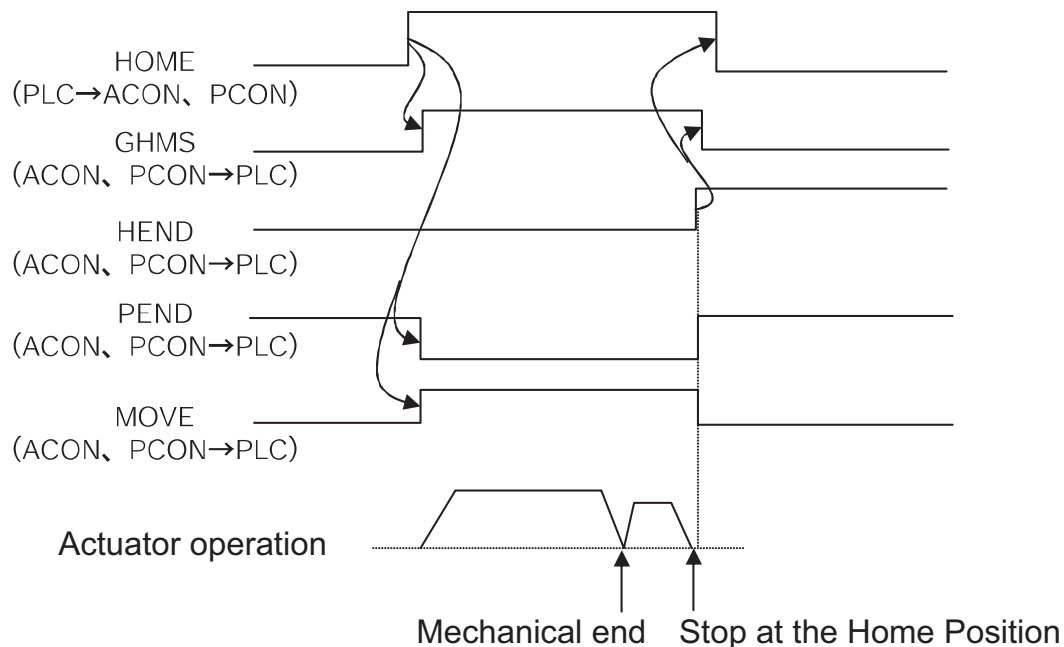 HOME
(PLC→ACON、PCON)
GHMS
(ACON、PCON→PLC)
HEND
(ACON、PCON→PLC)
PEND
(ACON、PCON→PLC)
MOVE
(ACON、PCON→PLC)
Actuator operation
Mechanical end
Stop at the Home Position